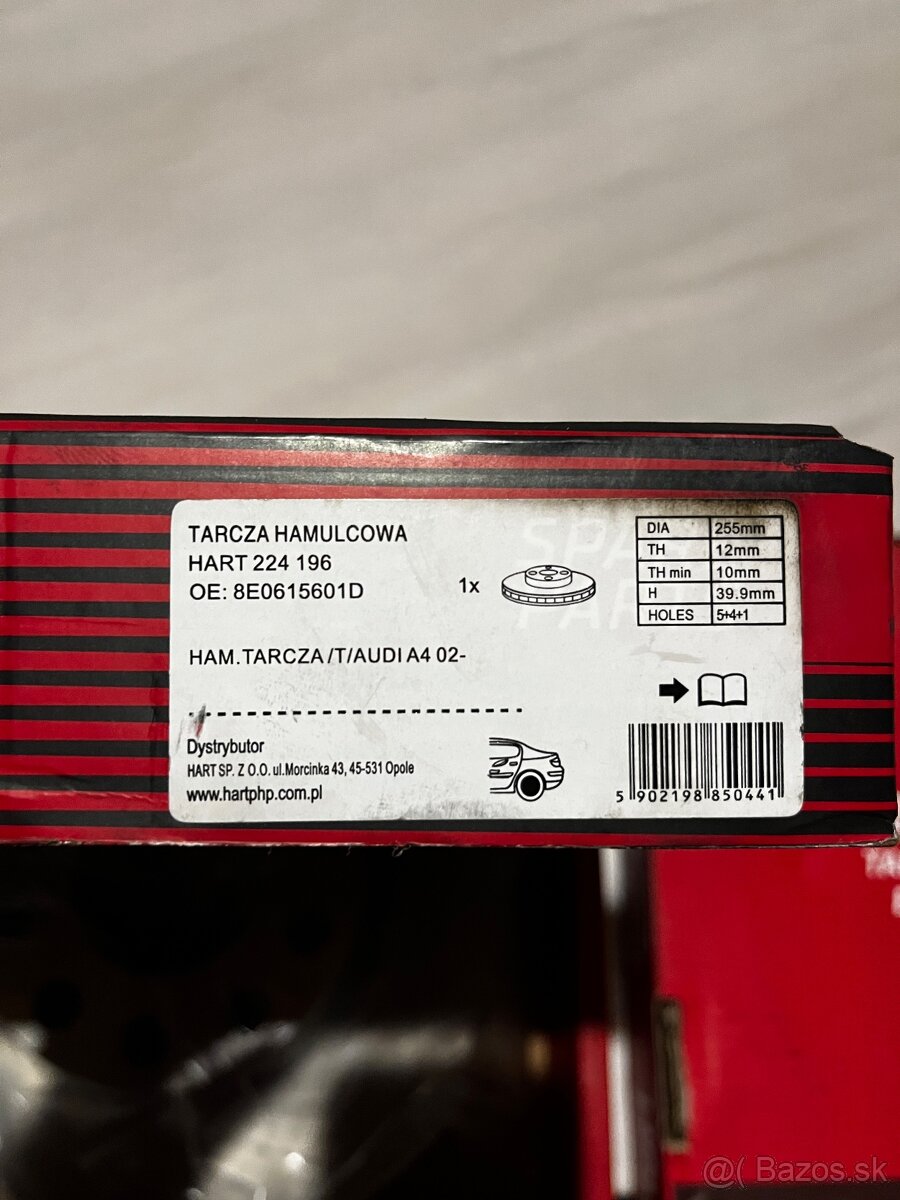 TARCZA HAMULCOWA
HART 224 196
OE: 8E0615601D
1x
SPARE
PART
DIA 255mm
TH 12mm
TH min 10mm
H 39.9mm
HOLES 5+4+1
HAM.TARCZA /T/AUDI A4 02-
Dystrybutor
HART SP. Z O.O. ul.Morcinka 43, 45-531 Opole
www.hartphp.com.pl
5 902198 850441
@( Bazos.sk